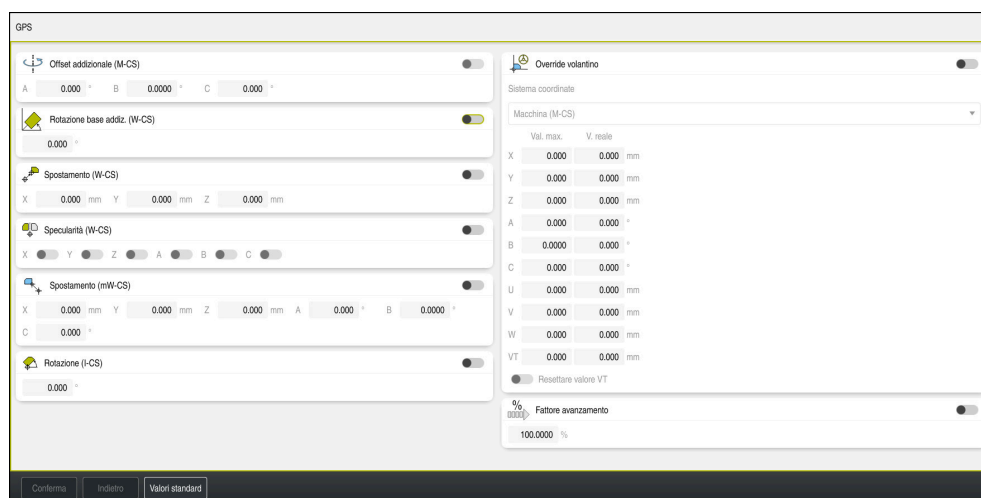 GPS
Offset addizionale (M-CS)
A 0.000 ° B 0.0000 ° C 0.000 °
Rotazione base addiz. (W-CS)
0.000 °
Spostamento (W-CS)
X 0.000 mm Y 0.000 mm Z 0.000 mm
Specularità (W-CS)
X Y Z A B C
Spostamento (mW-CS)
X 0.000 mm Y 0.000 mm Z 0.000 mm A 0.000 ° B 0.0000 °
C 0.000 °
Rotazione (I-CS)
0.000 °
Override volantino
Sistema coordinate
Macchina (M-CS)
Val. max. V. reale
X 0.000 0.000 mm
Y 0.000 0.000 mm
Z 0.000 0.000 mm
A 0.000 0.000 °
B 0.0000 0.000 °
C 0.000 0.000 °
U 0.000 0.000 mm
V 0.000 0.000 mm
W 0.000 0.000 mm
VT 0.000 0.000 mm
Resettare valore VT
% Fattore avanzamento
100.0000 %
Conferma Indietro Valori standard